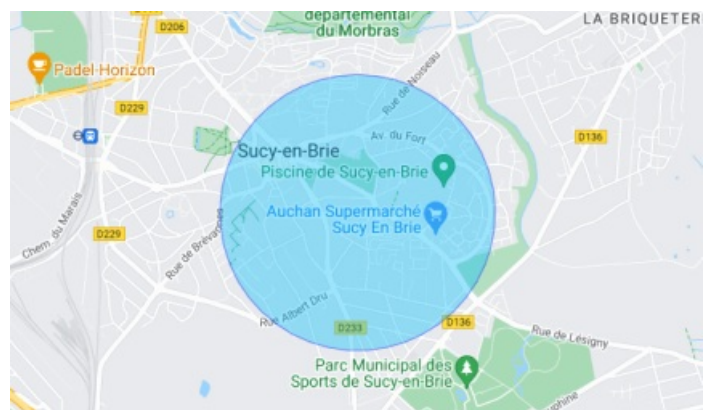 départemental
du Morbras
LA BRIQUETERI
D206
Padel Horizon
Rue de Noiseau
D229
Av. du Fort
D136
Sucy-en-Brie
Piscine de Sucy-en-Brie
Auchan Supermarché
Sucy En Brie
Chem. du Marais
D229
Rue de Brévannes
Rue Albert Dru
D233
D136
Rue de Lésigny
Parc Municipal des
Sports de Sucy-en-Brie